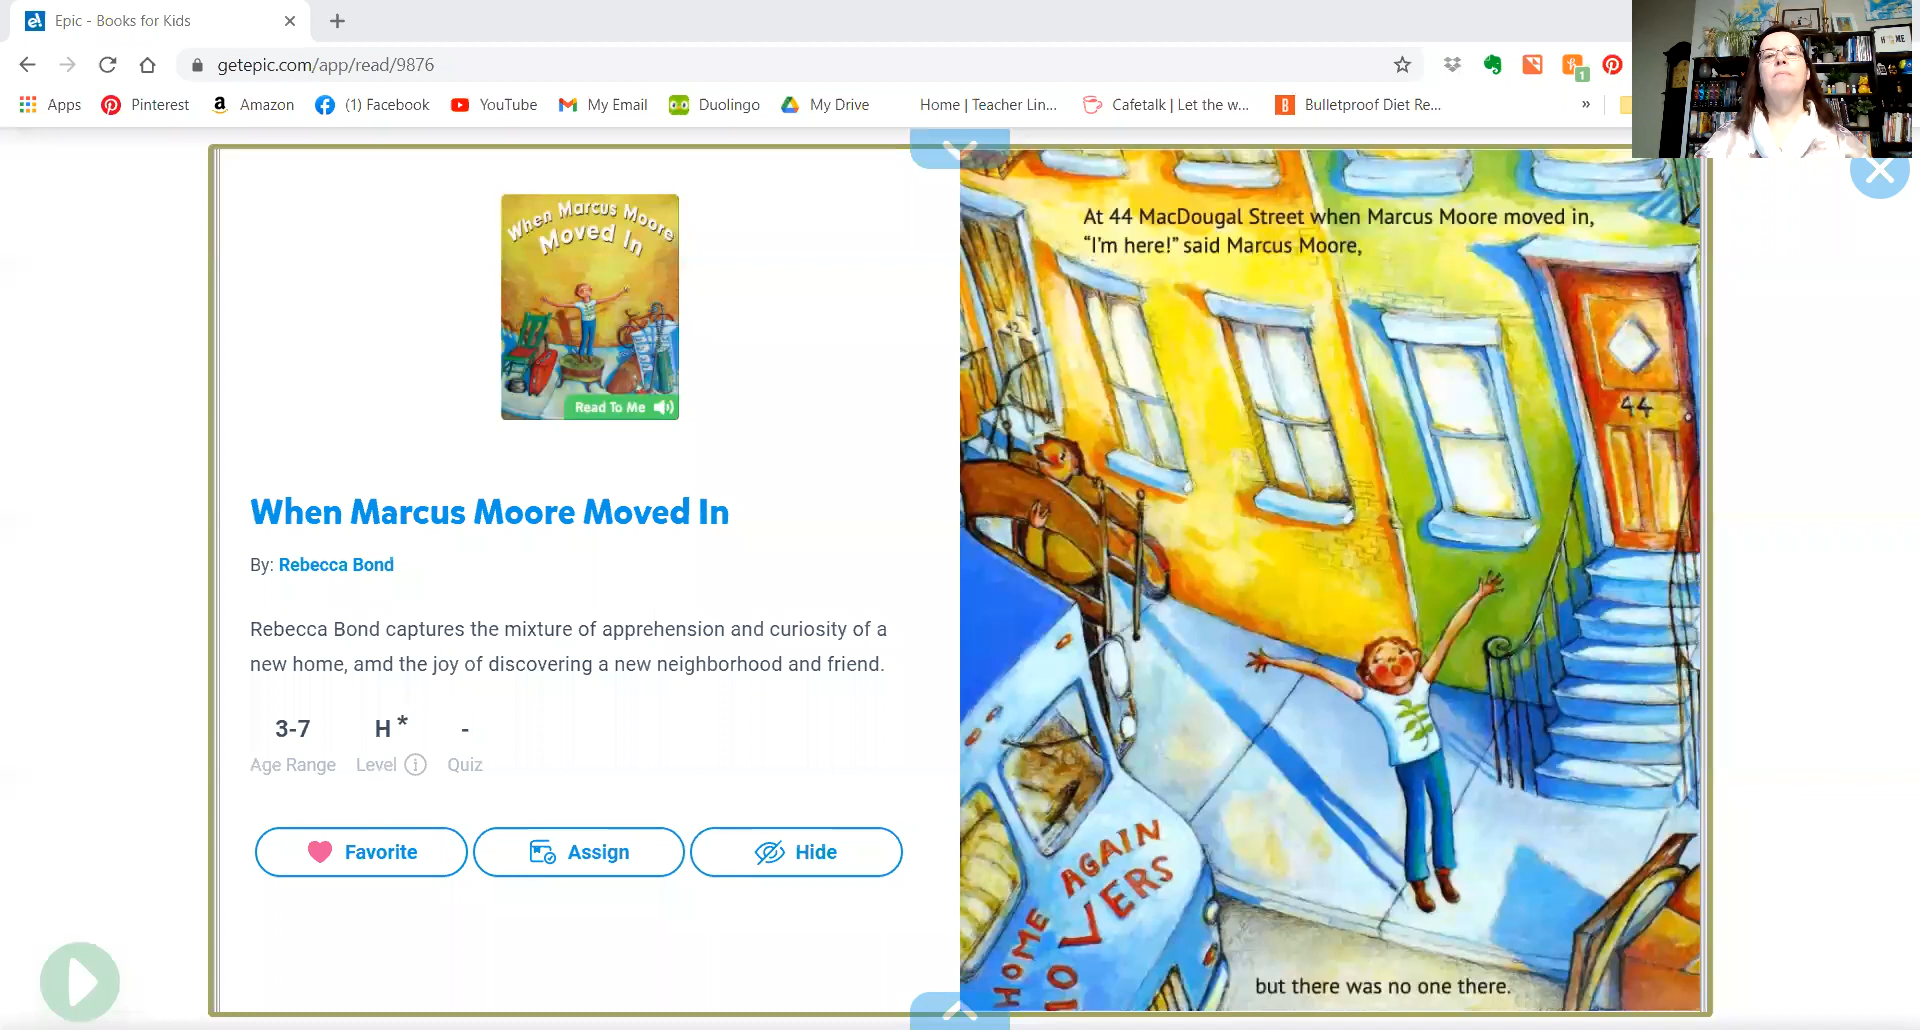 Epic - Books for Kids
getepic.com/app/read/9876
1
Apps Pinterest Amazon (1) Facebook YouTube My Email Duolingo My Drive Home | Teacher Lin... Cafetalk | Let the w... Bulletproof Diet Re... »
When Marcus Moore
Moved In
Read To Me
When Marcus Moore Moved In
By: Rebecca Bond
Rebecca Bond captures the mixture of apprehension and curiosity of a
new home, amd the joy of discovering a new neighborhood and friend.
3-7 H * -
Age Range Level Quiz
Favorite Assign Hide
At 44 MacDougal Street when Marcus Moore moved in,
“I’m here!” said Marcus Moore,
42
44
HOME AGAIN
MOVERS
but there was no one there.
HOME